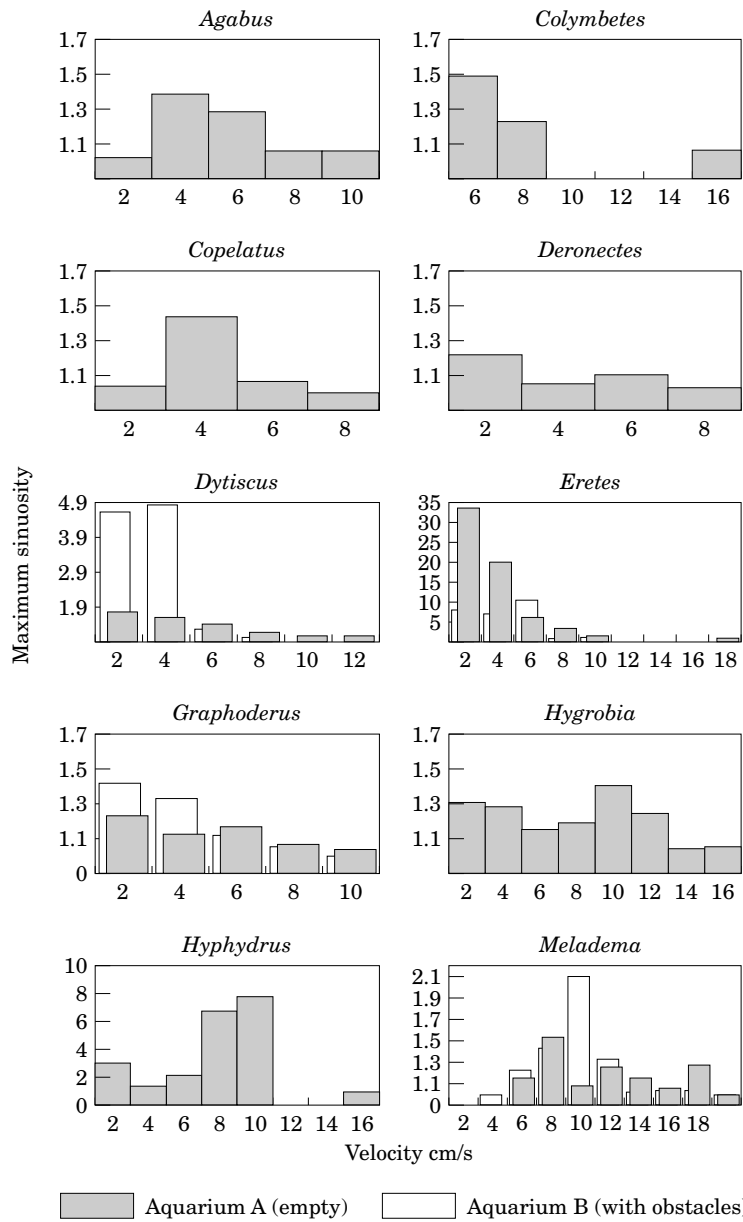 Agabus
1.7
1.5
1.3
1.1
2 4 6 8 10
Colymbetes
1.7
1.5
1.3
1.1
6 8 10 12 14 16
Copelatus
1.7
1.5
1.3
1.1
2 4 6 8
Deronectes
1.7
1.5
1.3
1.1
2 4 6 8
Maximum sinuosity
Dytiscus
4.9
3.9
2.9
1.9
2 4 6 8 10 12
Eretes
35
30
25
20
15
10
5
2 4 6 8 10 12 14 16 18
Graphoderus
1.7
1.5
1.3
1.1
0
2 4 6 8 10
Hygrobia
1.7
1.5
1.3
1.1
2 4 6 8 10 12 14 16
Hyphydrus
10
8
6
4
2
0
2 4 6 8 10 12 14 16
Meladema
2.1
1.9
1.7
1.5
1.3
1.1
0
2 4 6 8 10 12 14 16 18
Velocity cm/s
Aquarium A (empty)
Aquarium B (with obstacles)